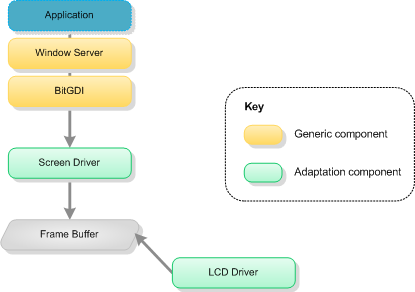 Application
Window Server
BitGDI
Screen Driver
Frame Buffer
LCD Driver
Key
Generic component
Adaptation component